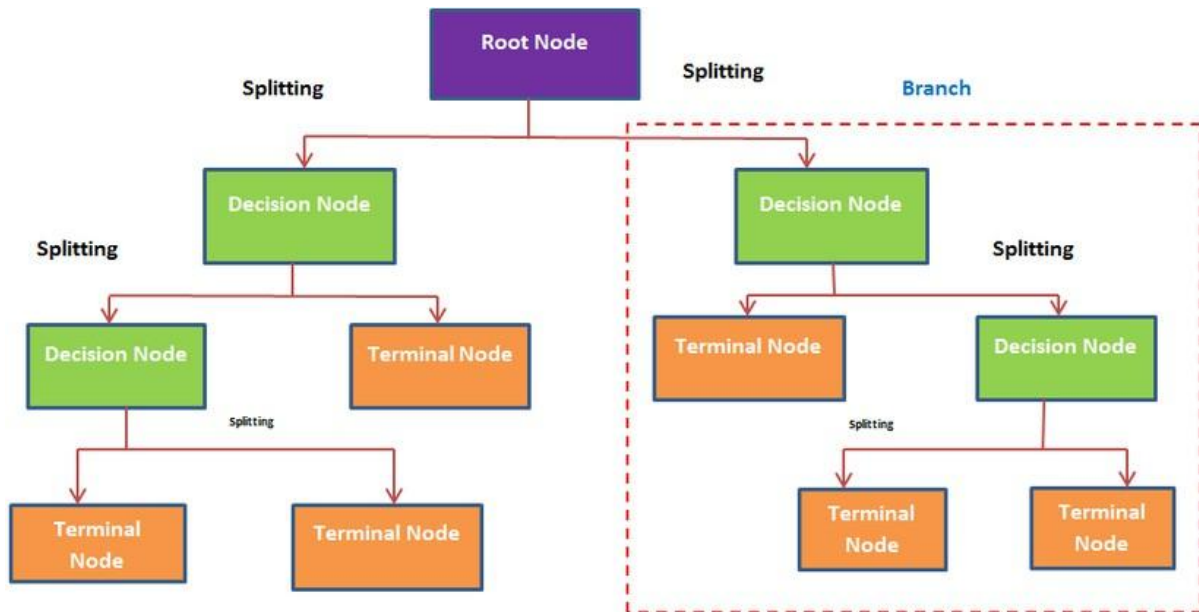 Root Node
Splitting
Splitting
Branch
Decision Node
Decision Node
Splitting
Splitting
Decision Node
Terminal Node
Terminal Node
Decision Node
Splitting
Splitting
Terminal
Node
Terminal Node
Terminal
Node
Terminal
Node